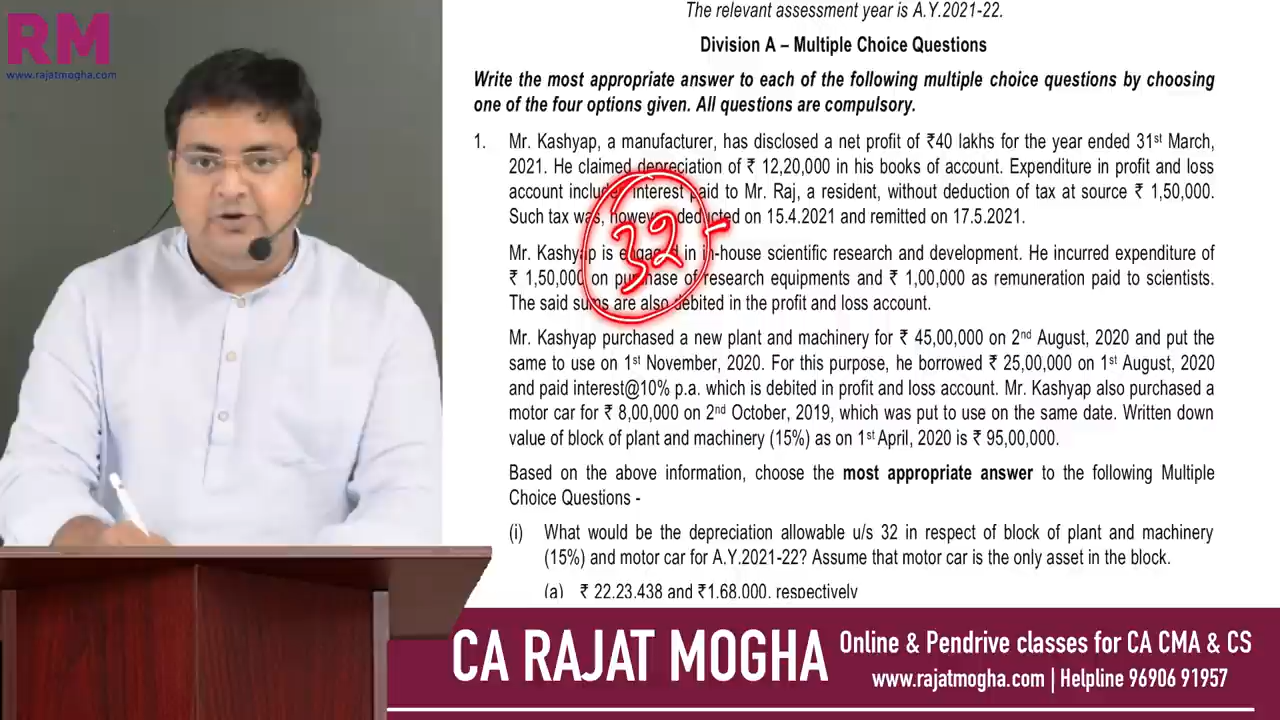 RM
www.rajatmogha.com
The relevant assessment year is A.Y.2021-22.
Division A – Multiple Choice Questions
Write the most appropriate answer to each of the following multiple choice questions by choosing
one of the four options given. All questions are compulsory.
1. Mr. Kashyap, a manufacturer, has disclosed a net profit of ₹40 lakhs for the year ended 31st March,
2021. He claimed depreciation of ₹ 12,20,000 in his books of account. Expenditure in profit and loss
account includes interest paid to Mr. Raj, a resident, without deduction of tax at source ₹ 1,50,000.
Such tax was, however deducted on 15.4.2021 and remitted on 17.5.2021.
32
Mr. Kashyap is engaged in in-house scientific research and development. He incurred expenditure of
₹ 1,50,000 on purchase of research equipments and ₹ 1,00,000 as remuneration paid to scientists.
The said sums are also debited in the profit and loss account.
Mr. Kashyap purchased a new plant and machinery for ₹ 45,00,000 on 2nd August, 2020 and put the
same to use on 1st November, 2020. For this purpose, he borrowed ₹ 25,00,000 on 1st August, 2020
and paid interest@10% p.a. which is debited in profit and loss account. Mr. Kashyap also purchased a
motor car for ₹ 8,00,000 on 2nd October, 2019, which was put to use on the same date. Written down
value of block of plant and machinery (15%) as on 1st April, 2020 is ₹ 95,00,000.
Based on the above information, choose the most appropriate answer to the following Multiple
Choice Questions -
(i) What would be the depreciation allowable u/s 32 in respect of block of plant and machinery
(15%) and motor car for A.Y.2021-22? Assume that motor car is the only asset in the block.
(a) ₹ 22,23,438 and ₹1,68,000, respectively
CA RAJAT MOGHA
Online & Pendrive classes for CA CMA & CS
www.rajatmogha.com | Helpline 96906 91957